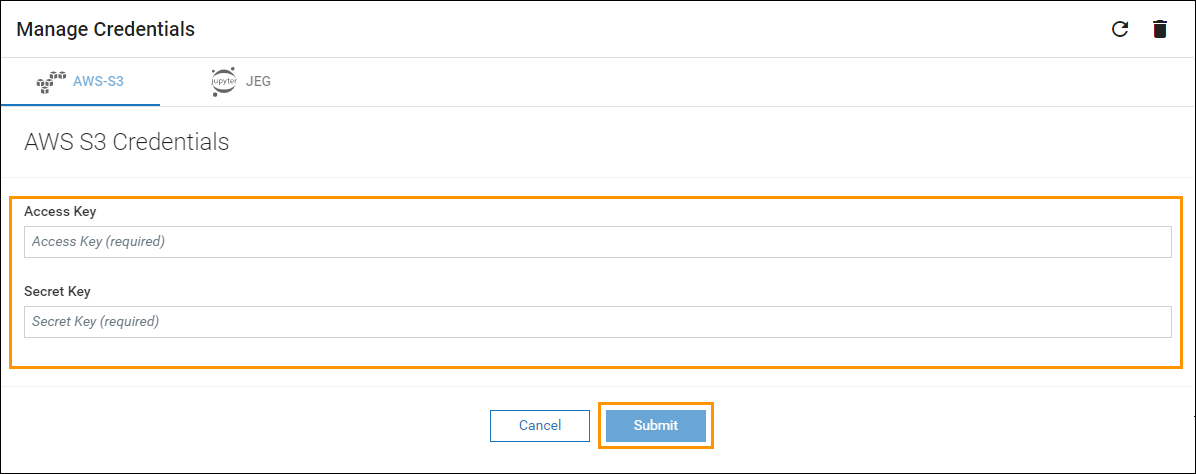 Manage Credentials
AWS-S3
jupyter
JEG
AWS S3 Credentials
Access Key
Access Key (required)
Secret Key
Secret Key (required)
Cancel
Submit